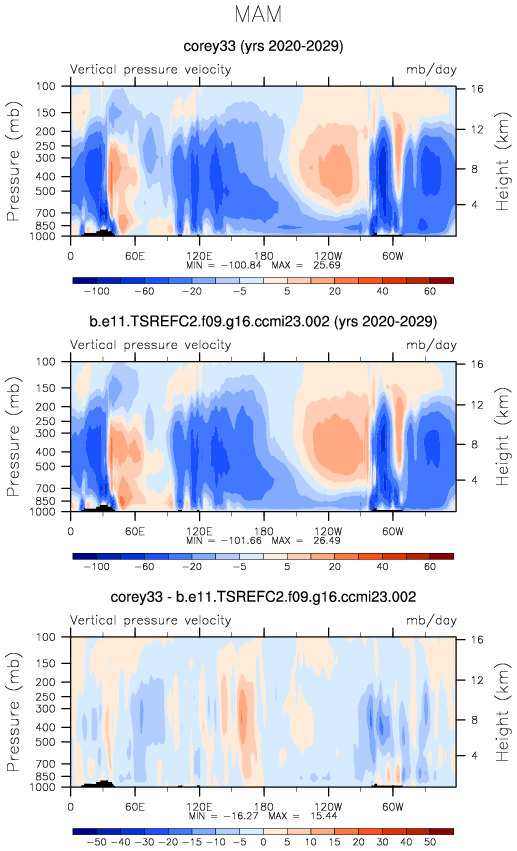 MAM
corey33 (yrs 2020-2029)
Vertical pressure velocity mb/day
Pressure (mb)
100
150
200
250
300
400
500
700
850
1000
16
12
8
4
Height (km)
0 60E 120E 180 120W 60W
MIN = -100.84 MAX = 25.69
-100 -60 -20 -5 5 20 40 60
b.e11.TSREFC2.f09.g16.ccmi23.002 (yrs 2020-2029)
Vertical pressure velocity mb/day
Pressure (mb)
100
150
200
250
300
400
500
700
850
1000
16
12
8
4
Height (km)
0 60E 120E 180 120W 60W
MIN = -101.66 MAX = 26.49
-100 -60 -20 -5 5 20 40 60
corey33 - b.e11.TSREFC2.f09.g16.ccmi23.002
Vertical pressure velocity mb/day
Pressure (mb)
100
150
200
250
300
400
500
700
850
1000
16
12
8
4
Height (km)
0 60E 120E 180 120W 60W
MIN = -16.27 MAX = 15.44
-50 -40 -30 -20 -15 -10 -5 0 5 10 15 20 30 40 50